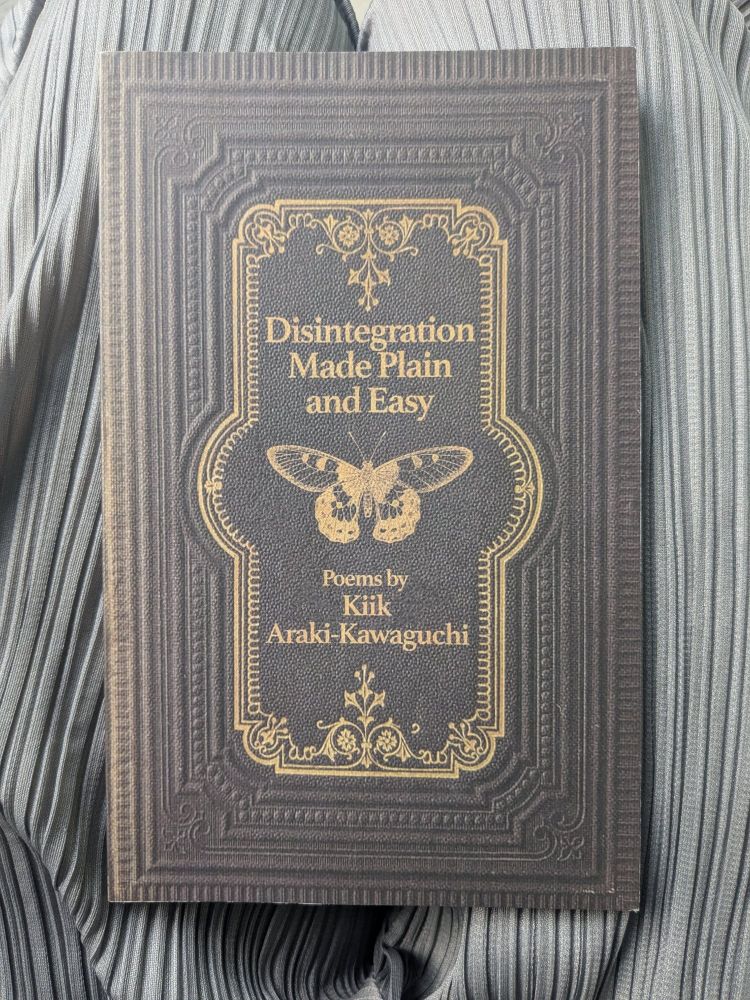 Disintegration
Made Plain
and Easy
Poems by
Kiik
Araki-Kawaguchi